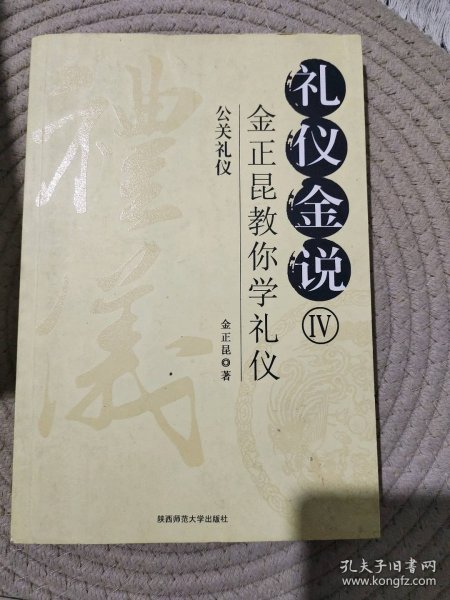 礼仪金说
Ⅳ
金正昆教你学礼仪
公关礼仪
金正昆◎著
禮儀
陕西师范大学出版社
孔夫子旧书网
www.kongfz.com